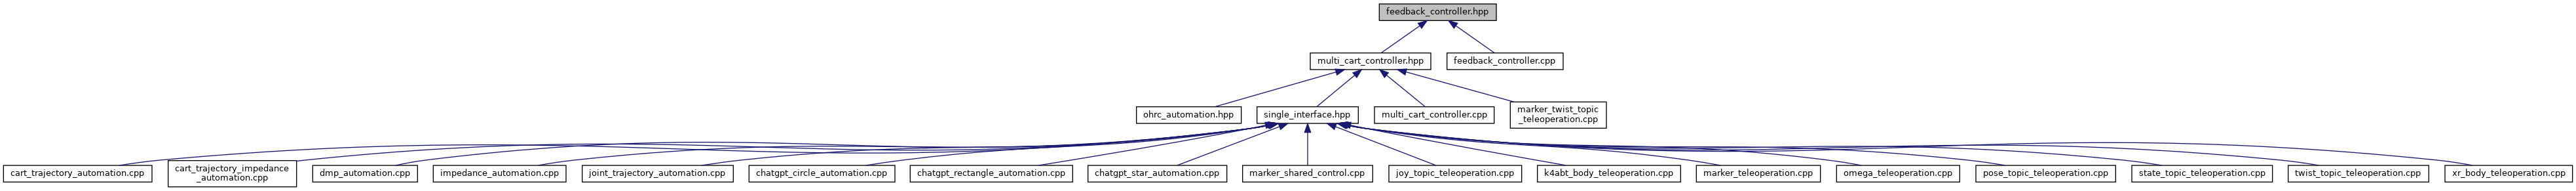 feedback_controller.hpp
multi_cart_controller.hpp
feedback_controller.cpp
ohrc_automation.hpp
single_interface.hpp
multi_cart_controller.cpp
marker_twist_topic
_teleoperation.cpp
cart_trajectory_automation.cpp
cart_trajectory_impedance
_automation.cpp
dmp_automation.cpp
impedance_automation.cpp
joint_trajectory_automation.cpp
chatgpt_circle_automation.cpp
chatgpt_rectangle_automation.cpp
chatgpt_star_automation.cpp
marker_shared_control.cpp
joy_topic_teleoperation.cpp
k4abt_body_teleoperation.cpp
marker_teleoperation.cpp
omega_teleoperation.cpp
pose_topic_teleoperation.cpp
state_topic_teleoperation.cpp
twist_topic_teleoperation.cpp
xr_body_teleoperation.cpp